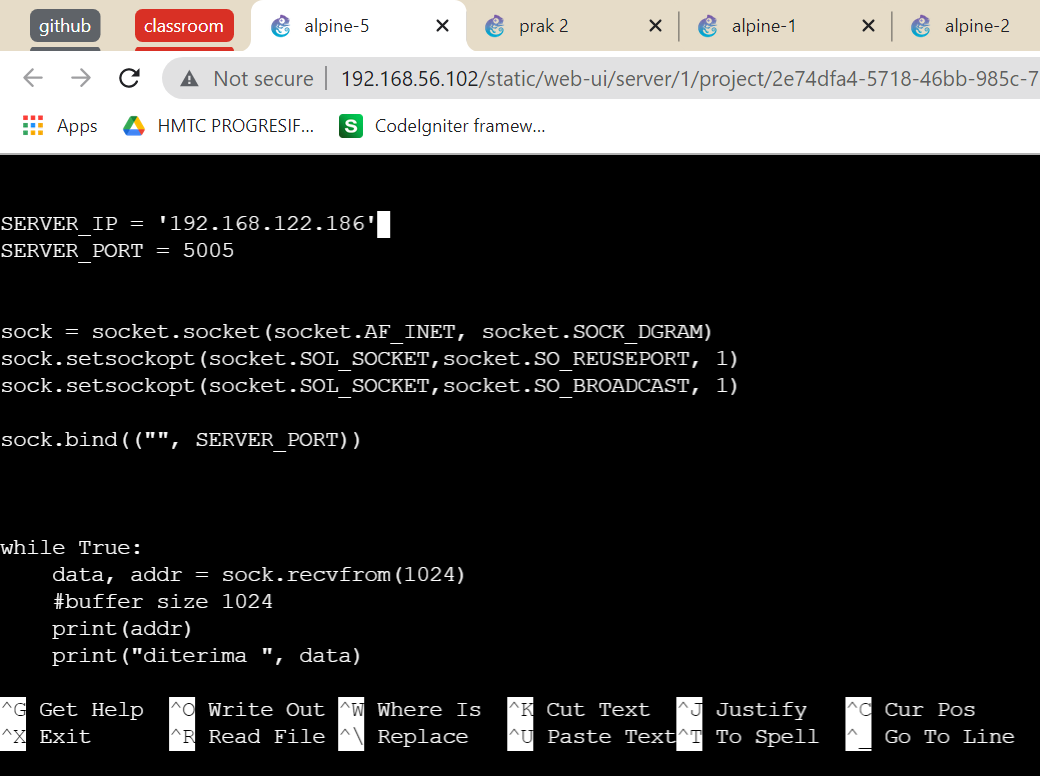 github classroom alpine-5 prak 2 alpine-1 alpine-2
Not secure 192.168.56.102/static/web-ui/server/1/project/2e74dfa4-5718-46bb-985c-7
Apps HMTC PROGRESIF... S CodeIgniter framew...
SERVER_IP = '192.168.122.186'
SERVER_PORT = 5005
sock = socket.socket(socket.AF_INET, socket.SOCK_DGRAM)
sock.setsockopt(socket.SOL_SOCKET,socket.SO_REUSEPORT, 1)
sock.setsockopt(socket.SOL_SOCKET,socket.SO_BROADCAST, 1)
sock.bind(("", SERVER_PORT))
while True:
    data, addr = sock.recvfrom(1024)
    #buffer size 1024
    print(addr)
    print("diterima ", data)
^G Get Help ^O Write Out ^W Where Is ^K Cut Text ^J Justify ^C Cur Pos
^X Exit ^R Read File ^\ Replace ^U Paste Text ^T To Spell ^_ Go To Line